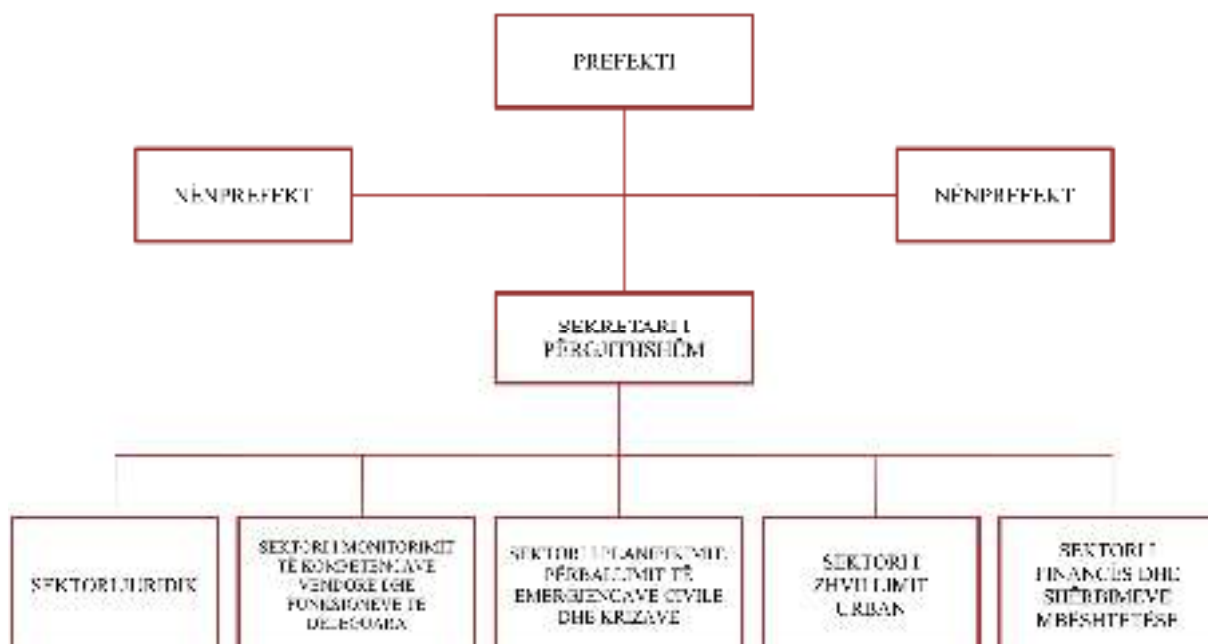 PREFEKTI
NËNPREFEKT
NËNPREFEKT
SEKRETARI I
PËRGJITHSHËM
SEKTORI JURIDIK
SEKTORI I MONITORIMIT
TË KOMPETENCAVE
VENDORE DHE
FUNKSIONEVE TË
DELEGUARA
SEKTORI I PLANIFIKIMIT,
PËRBALLIMIT TË
EMERGJENCAVE CIVILE
DHE KRIZAVE
SEKTORI I
ZHVILLIMIT
URBAN
SEKTORI I
FINANCËS DHE
SHËRBIMEVE
MBËSHTETËSE